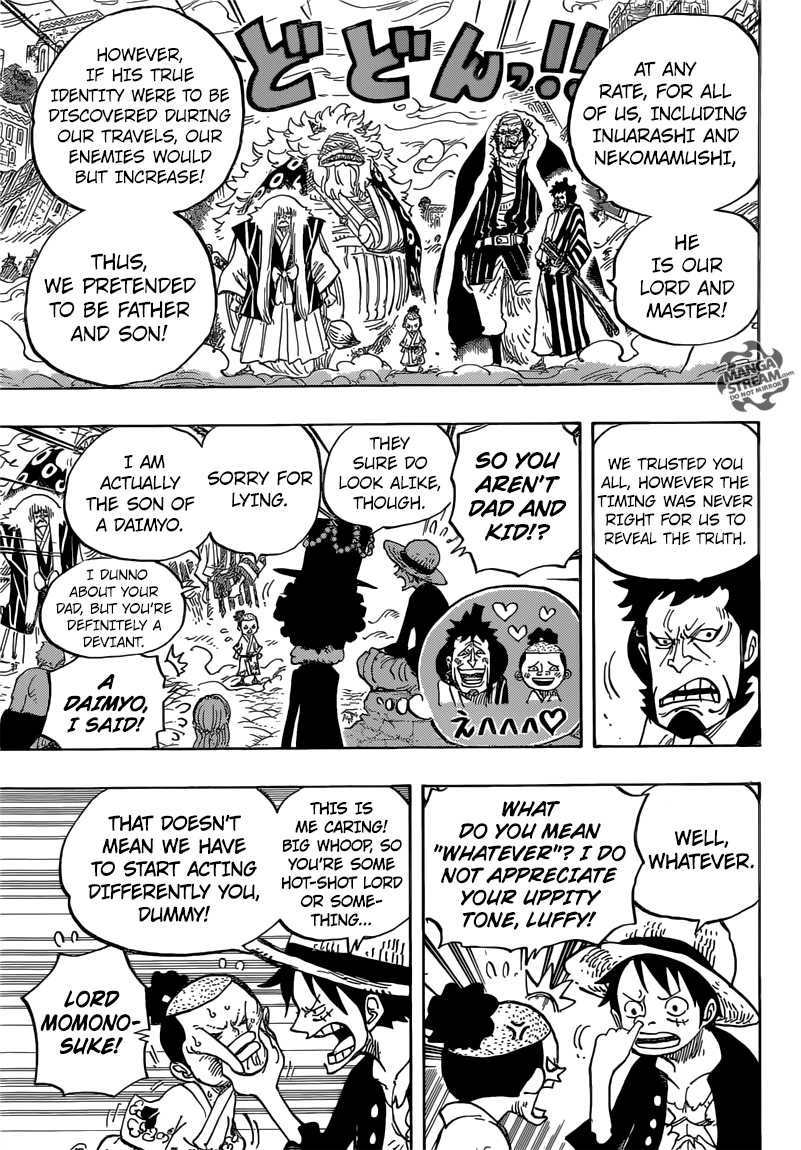 どどんっ!!
AT ANY
RATE, FOR ALL
OF US, INCLUDING
INUARASHI AND
NEKOMAMUSHI,
HE
IS OUR
LORD AND
MASTER!
HOWEVER,
IF HIS TRUE
IDENTITY WERE TO BE
DISCOVERED DURING
OUR TRAVELS, OUR
ENEMIES WOULD
BUT INCREASE!
THUS,
WE PRETENDED
TO BE FATHER
AND SON!
MANGA
STREAM.com
DO NOT MIRROR
WE TRUSTED YOU
ALL, HOWEVER THE
TIMING WAS NEVER
RIGHT FOR US TO
REVEAL THE TRUTH.
SO YOU
AREN'T
DAD AND
KID!?
THEY
SURE DO
LOOK ALIKE,
THOUGH.
えへへへ♡
SORRY FOR
LYING.
I AM
ACTUALLY
THE SON OF
A DAIMYO.
I DUNNO
ABOUT YOUR
DAD, BUT YOU'RE
DEFINITELY A
DEVIANT.
A
DAIMYO,
I SAID!
WELL,
WHATEVER.
WHAT
DO YOU MEAN
"WHATEVER"? I DO
NOT APPRECIATE
YOUR UPPITY
TONE, LUFFY!
THIS IS
ME CARING!
BIG WHOOP, SO
YOU'RE SOME
HOT-SHOT LORD
OR SOME-
THING...
THAT DOESN'T
MEAN WE HAVE
TO START ACTING
DIFFERENTLY YOU,
DUMMY!
LORD
MOMONO-
SUKE!